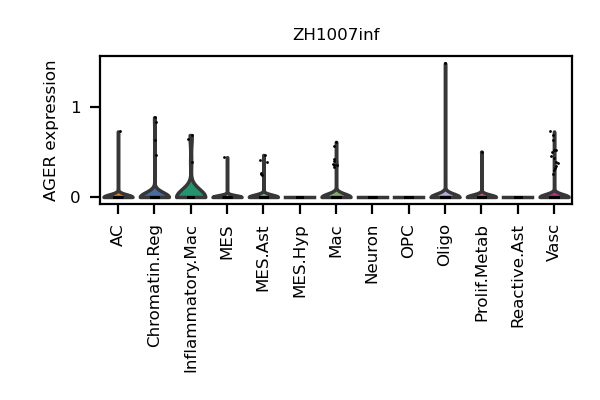 ZH1007inf
AGER expression
1
0
AC
Chromatin.Reg
Inflammatory.Mac
MES
MES.Ast
MES.Hyp
Mac
Neuron
OPC
Oligo
Prolif.Metab
Reactive.Ast
Vasc